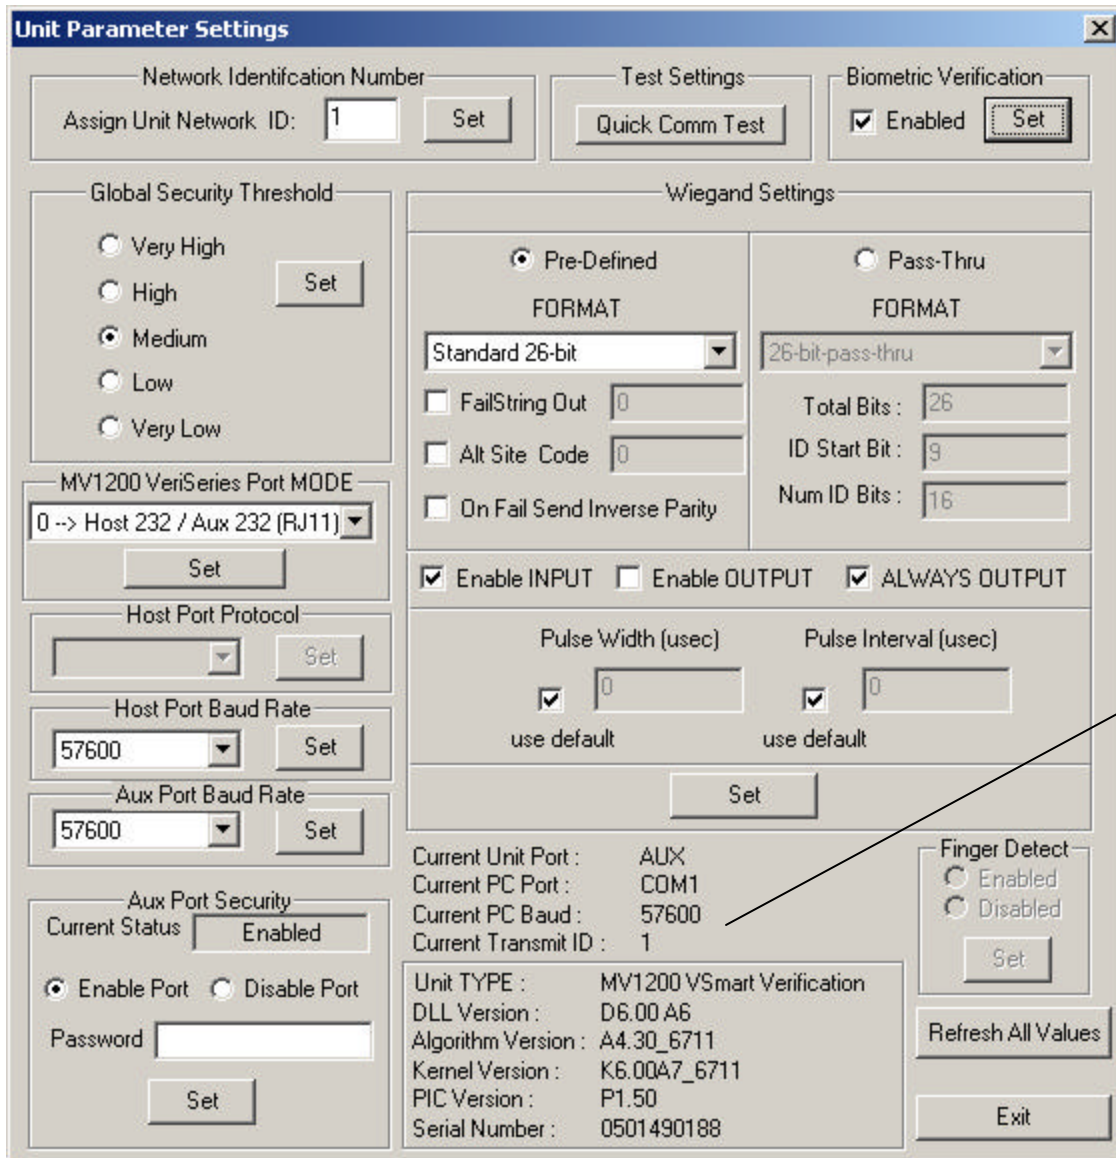 Unit Parameter Settings
Network Identifcation Number
Assign Unit Network ID: 1 Set
Test Settings
Quick Comm Test
Biometric Verification
Enabled Set
Global Security Threshold
Very High
High
Set
Medium
Low
Very Low
MV1200 VeriSeries Port MODE
0 --> Host 232 / Aux 232 (RJ11)
Set
Host Port Protocol
Set
Host Port Baud Rate
57600 Set
Aux Port Baud Rate
57600 Set
Aux Port Security
Current Status Enabled
Enable Port Disable Port
Password
Set
Wiegand Settings
Pre-Defined
FORMAT
Standard 26-bit
FailString Out 0
Alt Site Code 0
On Fail Send Inverse Parity
Pass-Thru
FORMAT
26-bit-pass-thru
Total Bits : 26
ID Start Bit : 9
Num ID Bits : 16
Enable INPUT Enable OUTPUT ALWAYS OUTPUT
Pulse Width (usec) Pulse Interval (usec)
0 0
use default use default
Set
Current Unit Port : AUX
Current PC Port : COM1
Current PC Baud : 57600
Current Transmit ID : 1
Unit TYPE : MV1200 VSmart Verification
DLL Version : D6.00 A6
Algorithm Version : A4.30_6711
Kernel Version : K6.00A7_6711
PIC Version : P1.50
Serial Number : 0501490188
Finger Detect
Enabled
Disabled
Set
Refresh All Values
Exit